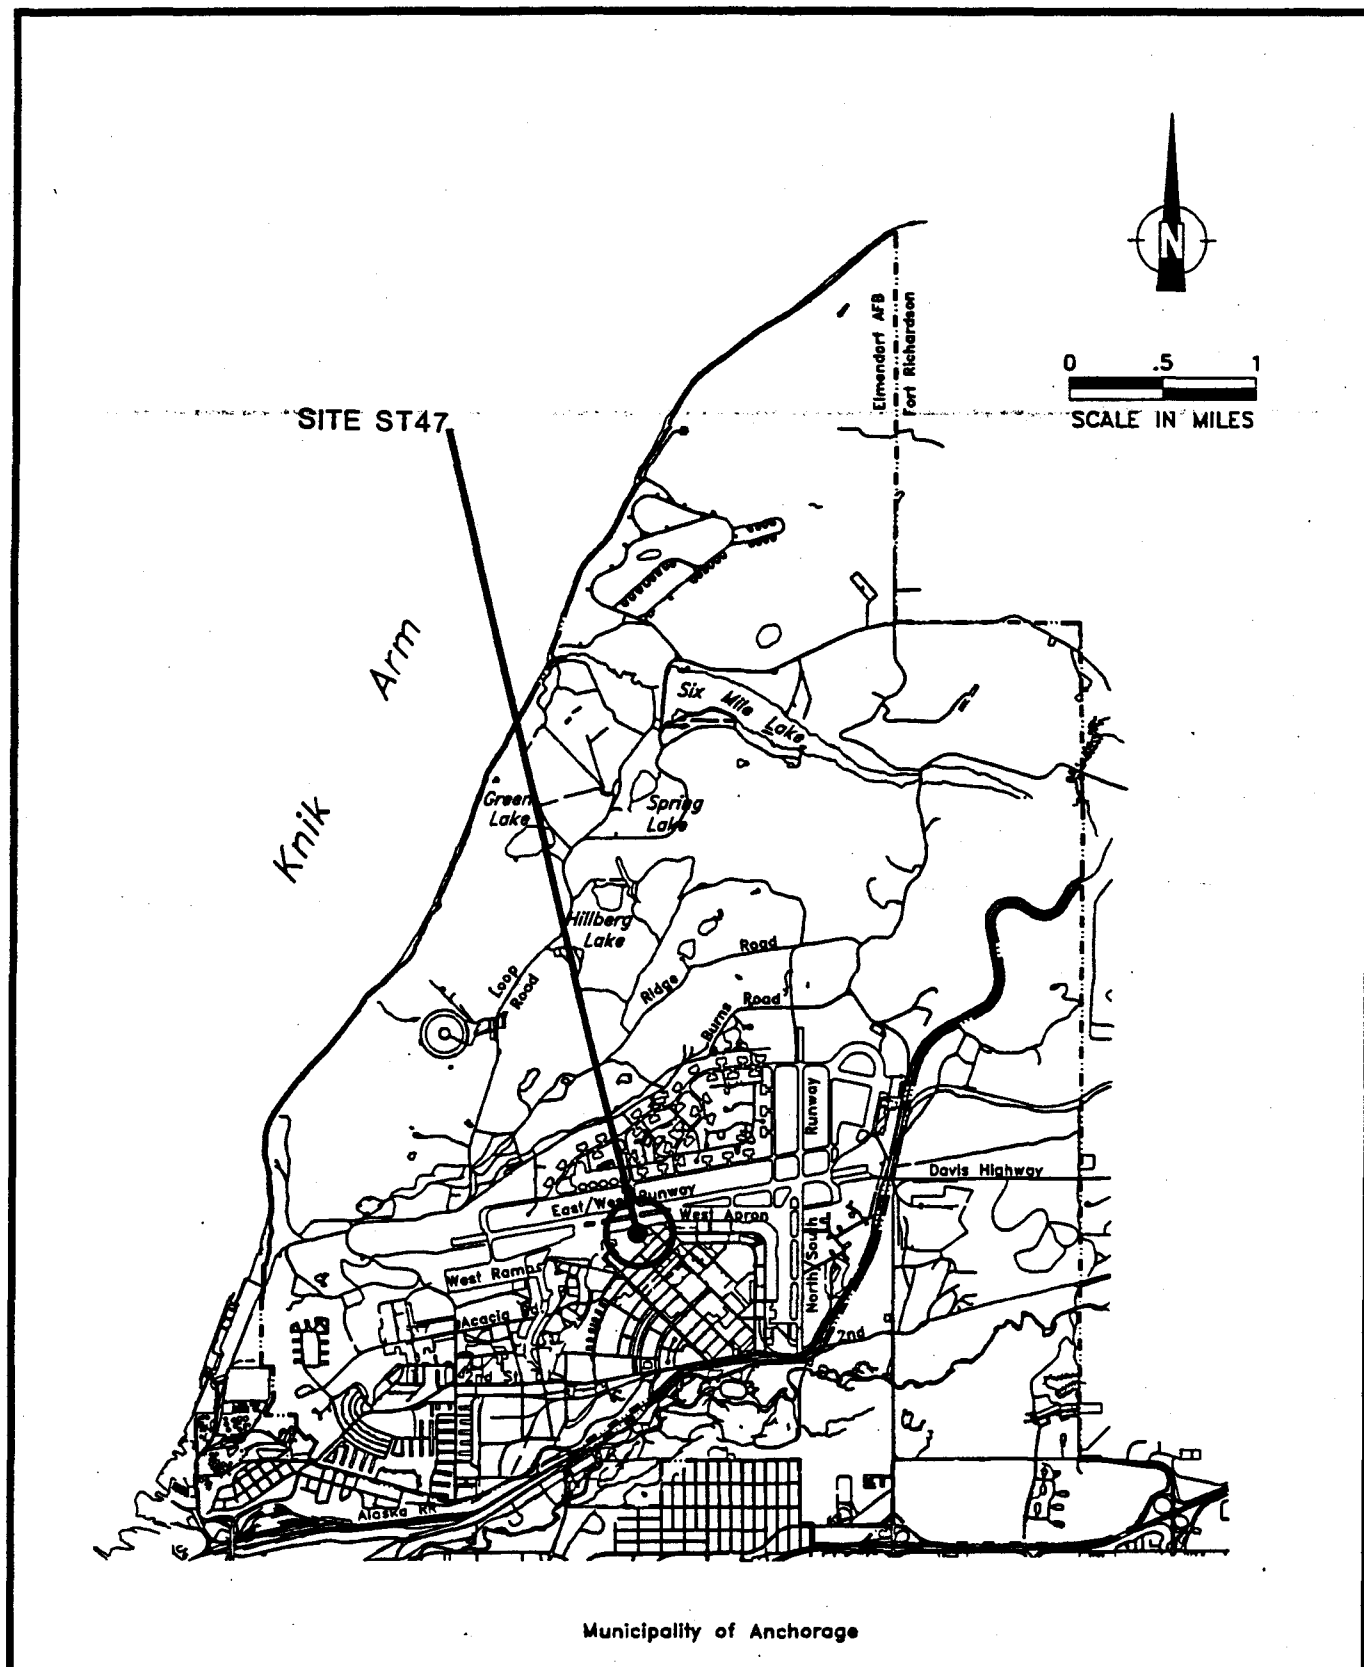 N
Elmendorf AFB
Fort Richardson
0 .5 1
SCALE IN MILES
SITE ST47
Knik Arm
Six Mile Lake
Green
Lake
Spring
Lake
Hillberg
Lake
Loop
Road
Ridge Road
Burns Road
North/South Runway
Davis Highway
East/West Runway
West Apron
West Ramp
Acacia Rd.
2nd
2nd St
Alaska RR
Municipality of Anchorage